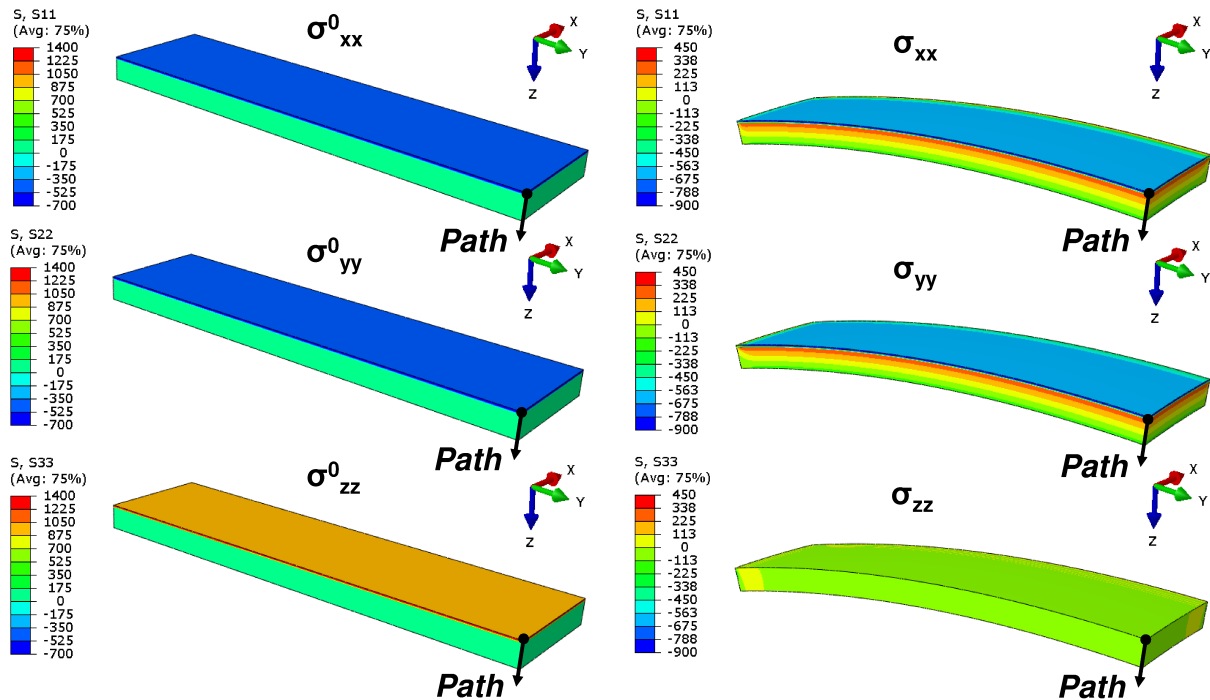 S, S11
(Avg: 75%)
1400
1225
1050
875
700
525
350
175
0
-175
-350
-525
-700
σ⁰xx
X
Y
Z
Path
S, S11
(Avg: 75%)
450
338
225
113
0
-113
-225
-338
-450
-563
-675
-788
-900
σxx
X
Y
Z
Path
S, S22
(Avg: 75%)
1400
1225
1050
875
700
525
350
175
0
-175
-350
-525
-700
σ⁰yy
X
Y
Z
Path
S, S22
(Avg: 75%)
450
338
225
113
0
-113
-225
-338
-450
-563
-675
-788
-900
σyy
X
Y
Z
Path
S, S33
(Avg: 75%)
1400
1225
1050
875
700
525
350
175
0
-175
-350
-525
-700
σ⁰zz
X
Y
Z
Path
S, S33
(Avg: 75%)
450
338
225
113
0
-113
-225
-338
-450
-563
-675
-788
-900
σzz
X
Y
Z
Path